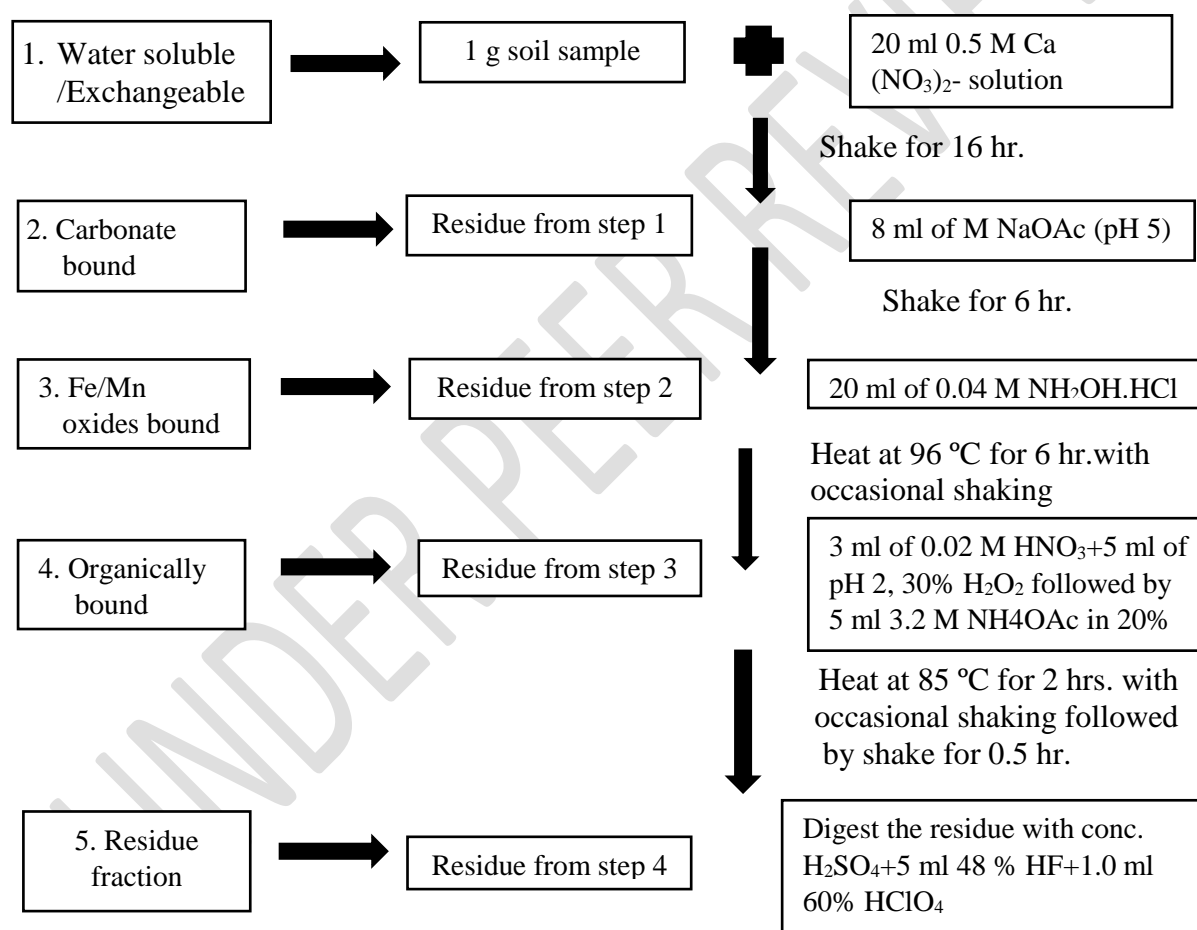 1. Water soluble
/Exchangeable
1 g soil sample
20 ml 0.5 M Ca
(NO₃)₂- solution
Shake for 16 hr.
2. Carbonate
bound
Residue from step 1
8 ml of M NaOAc (pH 5)
Shake for 6 hr.
3. Fe/Mn
oxides bound
Residue from step 2
20 ml of 0.04 M NH₂OH.HCl
Heat at 96 ºC for 6 hr.with
occasional shaking
4. Organically
bound
Residue from step 3
3 ml of 0.02 M HNO₃+5 ml of
pH 2, 30% H₂O₂ followed by
5 ml 3.2 M NH4OAc in 20%
Heat at 85 ºC for 2 hrs. with
occasional shaking followed
by shake for 0.5 hr.
5. Residue
fraction
Residue from step 4
Digest the residue with conc.
H₂SO₄+5 ml 48 % HF+1.0 ml
60% HClO₄
UNDER PEER REVIEW